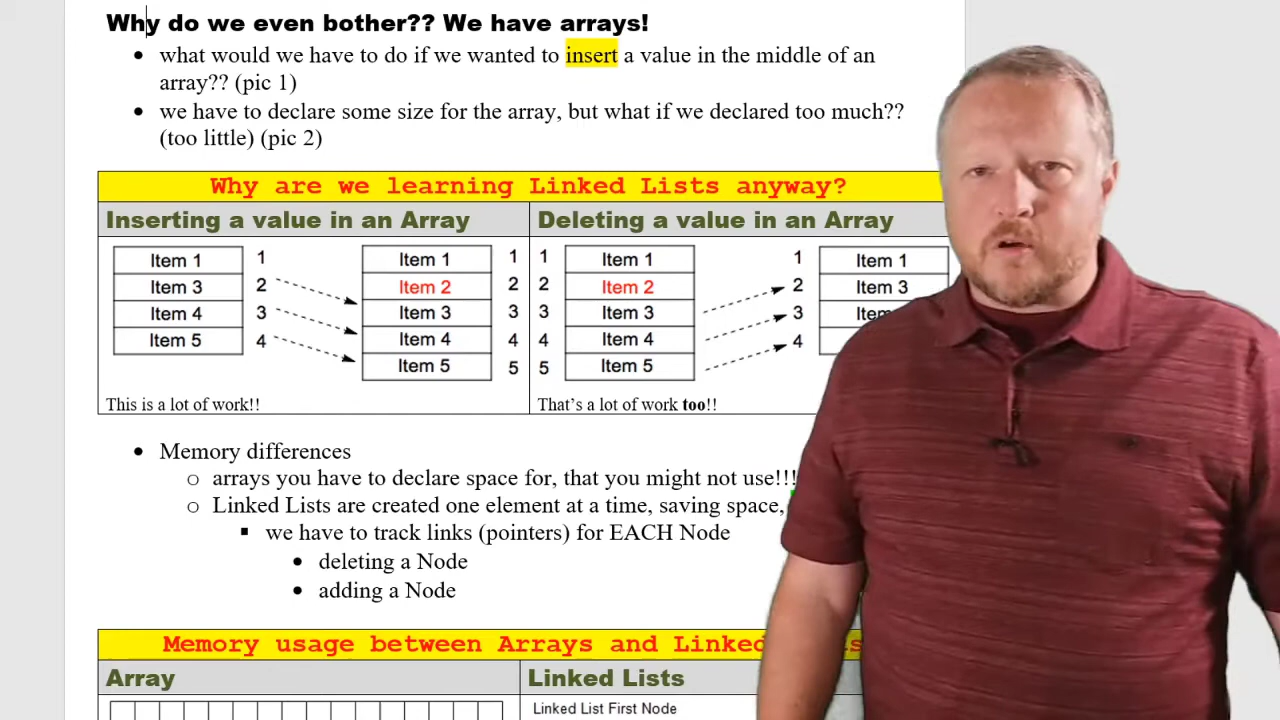 Why do we even bother?? We have arrays!
• what would we have to do if we wanted to insert a value in the middle of an
array?? (pic 1)
• we have to declare some size for the array, but what if we declared too much??
(too little) (pic 2)
Why are we learning Linked Lists anyway?
Inserting a value in an Array
Item 1 1
Item 3 2
Item 4 3
Item 5 4
Item 1 1
Item 2 2
Item 3 3
Item 4 4
Item 5 5
This is a lot of work!!
Deleting a value in an Array
1 Item 1
2 Item 2
3 Item 3
4 Item 4
5 Item 5
1 Item 1
2 Item 3
3
4
That's a lot of work too!!
• Memory differences
o arrays you have to declare space for, that you might not use!!!
o Linked Lists are created one element at a time, saving space,
▪ we have to track links (pointers) for EACH Node
• deleting a Node
• adding a Node
Memory usage between Arrays and Linked
Array
Linked Lists
Linked List First Node